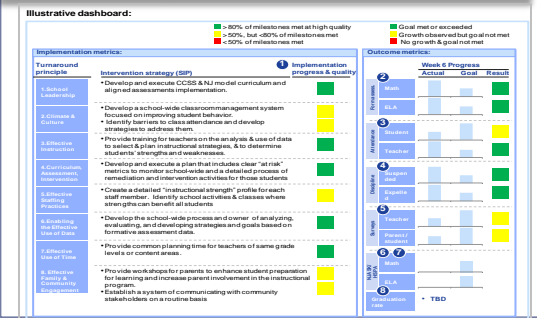 Illustrative dashboard:
>80% of milestones met at high quality
>50%, but <80% of milestones met
<50% of milestones met
Goal met or exceeded
Growth observed but goal not met
No growth & goal not met
Implementation metrics:
Turnaround principle
Intervention strategy (SIP)
1
Implementation progress & quality
1.School Leadership
• Develop and execute CCSS & NJ model curriculum and
aligned assessments implementation.
2.Climate & Culture
• Develop a school-wide classroom management system
focused on improving student behavior.
• Identify barriers to class attendance and develop
strategies to address them.
3.Effective Instruction
• Provide training for teachers on the analysis & use of data
to select & plan instructional strategies, & to determine
students' strengths and weaknesses.
4.Curriculum, Assessment, Intervention
• Develop and execute a plan that includes clear "at risk"
metrics to monitor school-wide and a detailed process of
remediation and intervention activities for those students
5.Effective Staffing Practices
• Create a detailed "instructional strength" profile for each
staff member. Identify school activities & classes where
strengths can benefit all students
6.Enabling the Effective Use of Data
• Develop the school-wide process and owner of analyzing,
evaluating, and developing strategies and goals based on
formative assessment data.
7.Effective Use of Time
• Provide common planning time for teachers of same grade
levels or content areas.
8. Effective Family & Community Engagement
• Provide workshops for parents to enhance student preparation
for learning and increase parent involvement in the instructional
program.
• Establish a system of communicating with community
stakeholders on a routine basis
Outcome metrics:
Week 6 Progress
Actual Goal Result
2
Math
ELA
3
Attendance
Student
Teacher
4
Discipline
Suspen
ded
Expelle
d
5
Surveys
Teacher
Parent/
student
6 7
Math
ELA
8
Graduation
rate
• TBD